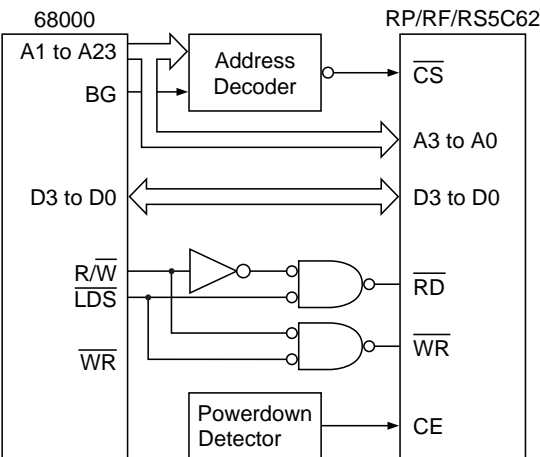 68000
RP/RF/RS5C62
A1 to A23
Address
Decoder
CS
BG
A3 to A0
D3 to D0
D3 to D0
R/W
LDS
RD
WR
WR
Powerdown
Detector
CE